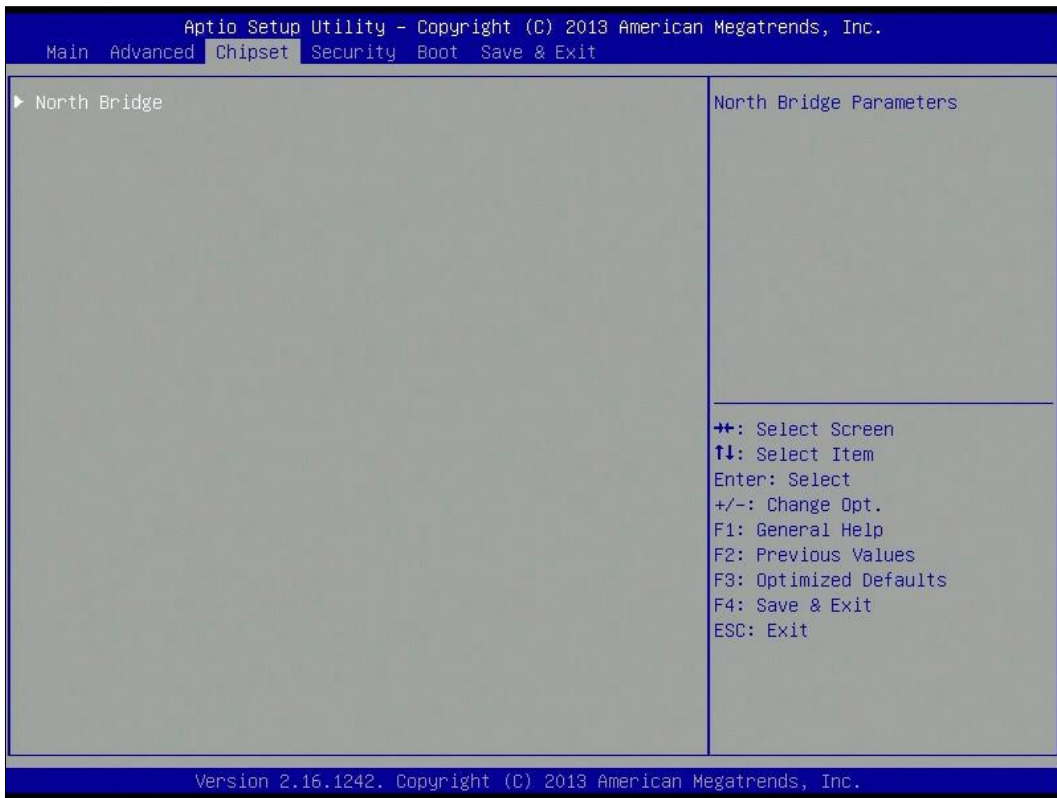 Aptio Setup Utility – Copyright (C) 2013 American Megatrends, Inc.
Main Advanced Chipset Security Boot Save & Exit
▶ North Bridge
North Bridge Parameters
→←: Select Screen
↑↓: Select Item
Enter: Select
+/-: Change Opt.
F1: General Help
F2: Previous Values
F3: Optimized Defaults
F4: Save & Exit
ESC: Exit
Version 2.16.1242. Copyright (C) 2013 American Megatrends, Inc.